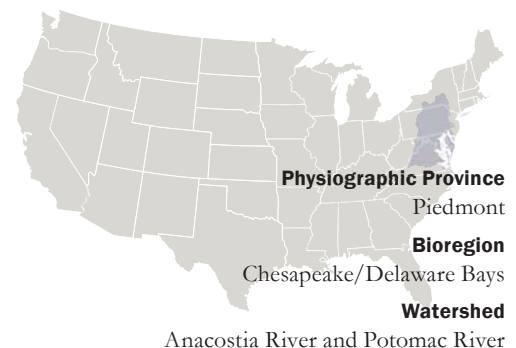 Physiographic Province
Piedmont
Bioregion
Chesapeake/Delaware Bays
Watershed
Anacostia River and Potomac River